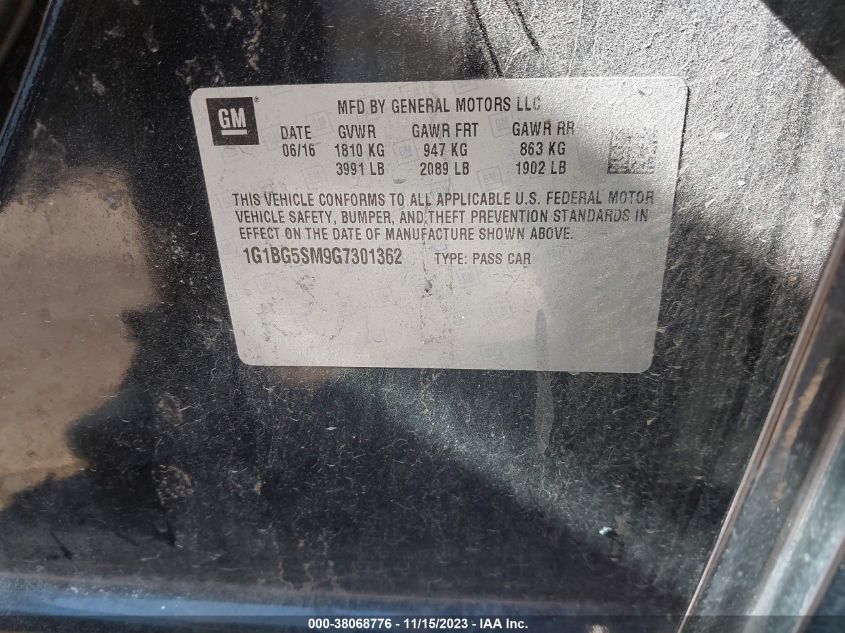 GM
MFD BY GENERAL MOTORS LLC
DATE GVWR GAWR FRT GAWR RR
06/16 1810 KG 947 KG 863 KG
3991 LB 2089 LB 1902 LB
THIS VEHICLE CONFORMS TO ALL APPLICABLE U.S. FEDERAL MOTOR
VEHICLE SAFETY, BUMPER, AND THEFT PREVENTION STANDARDS IN
EFFECT ON THE DATE OF MANUFACTURE SHOWN ABOVE.
1G1BG5SM9G7301362 TYPE: PASS CAR
000-38068776 - 11/15/2023 - IAA Inc.